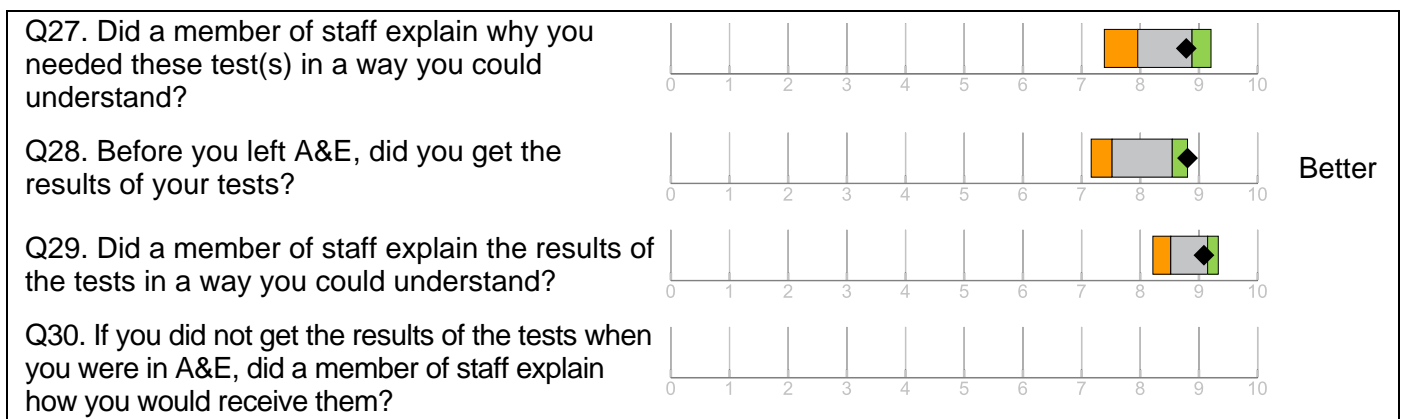 Q27. Did a member of staff explain why you
needed these test(s) in a way you could
understand?
0 1 2 3 4 5 6 7 8 9 10
Q28. Before you left A&E, did you get the
results of your tests?
Better
0 1 2 3 4 5 6 7 8 9 10
Q29. Did a member of staff explain the results of
the tests in a way you could understand?
0 1 2 3 4 5 6 7 8 9 10
Q30. If you did not get the results of the tests when
you were in A&E, did a member of staff explain
how you would receive them?
0 1 2 3 4 5 6 7 8 9 10